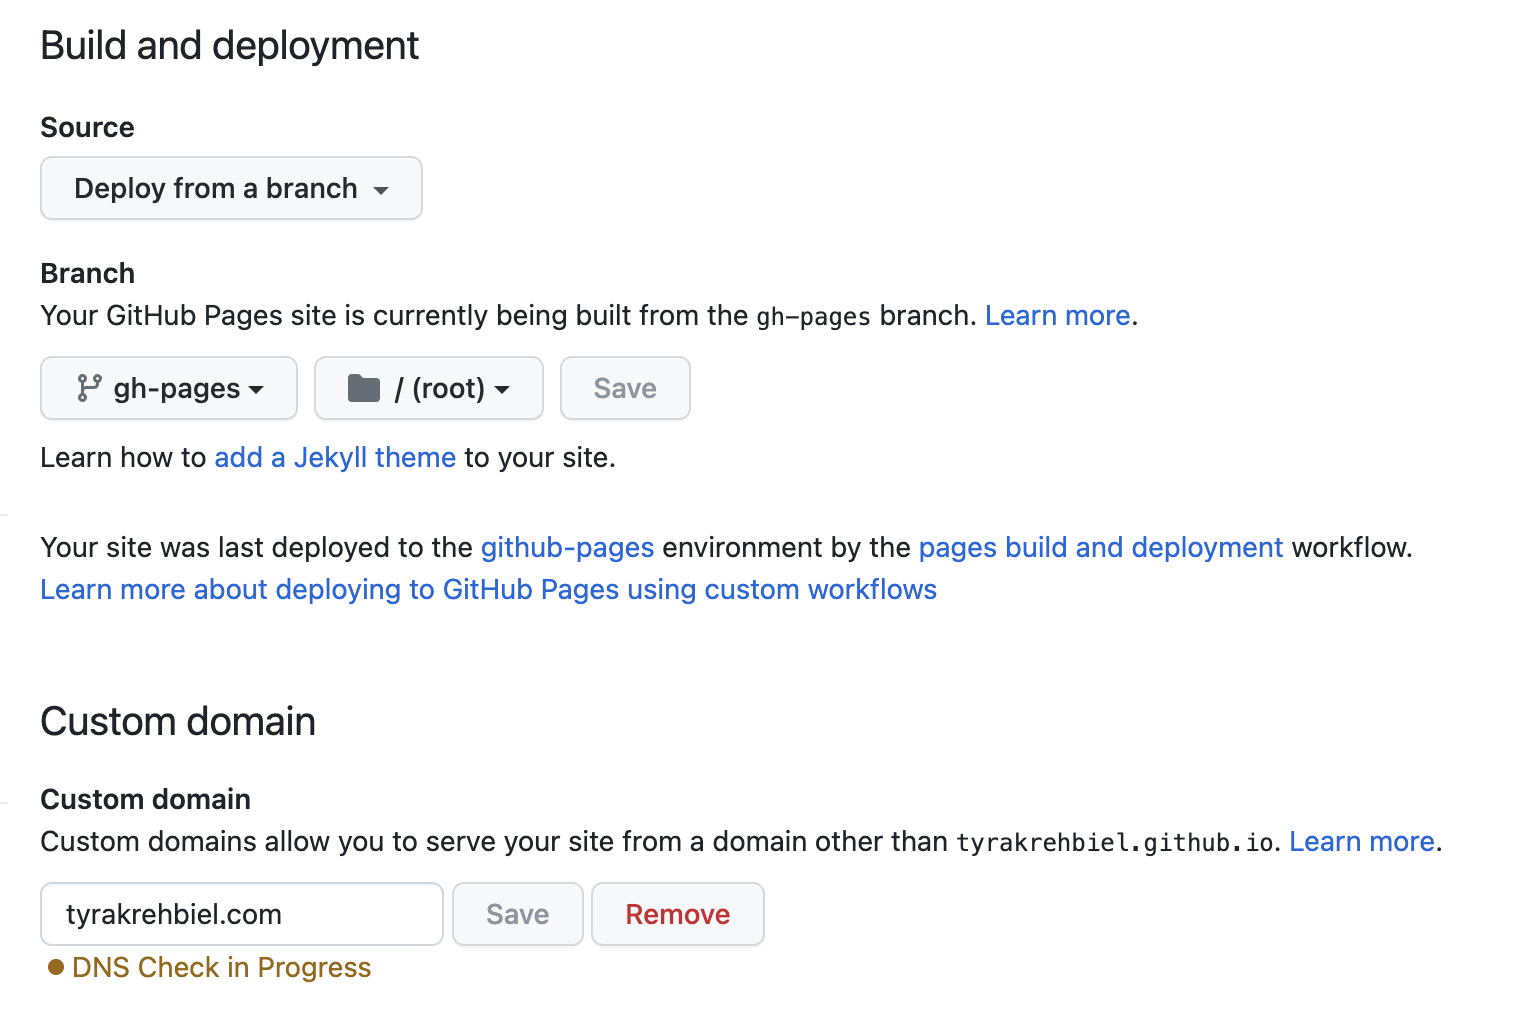 Build and deployment
Source
Deploy from a branch
Branch
Your GitHub Pages site is currently being built from the gh-pages branch. Learn more.
gh-pages / (root) Save
Learn how to add a Jekyll theme to your site.
Your site was last deployed to the github-pages environment by the pages build and deployment workflow.
Learn more about deploying to GitHub Pages using custom workflows
Custom domain
Custom domain
Custom domains allow you to serve your site from a domain other than tyrakrehbiel.github.io. Learn more.
tyrakrehbiel.com Save Remove
DNS Check in Progress